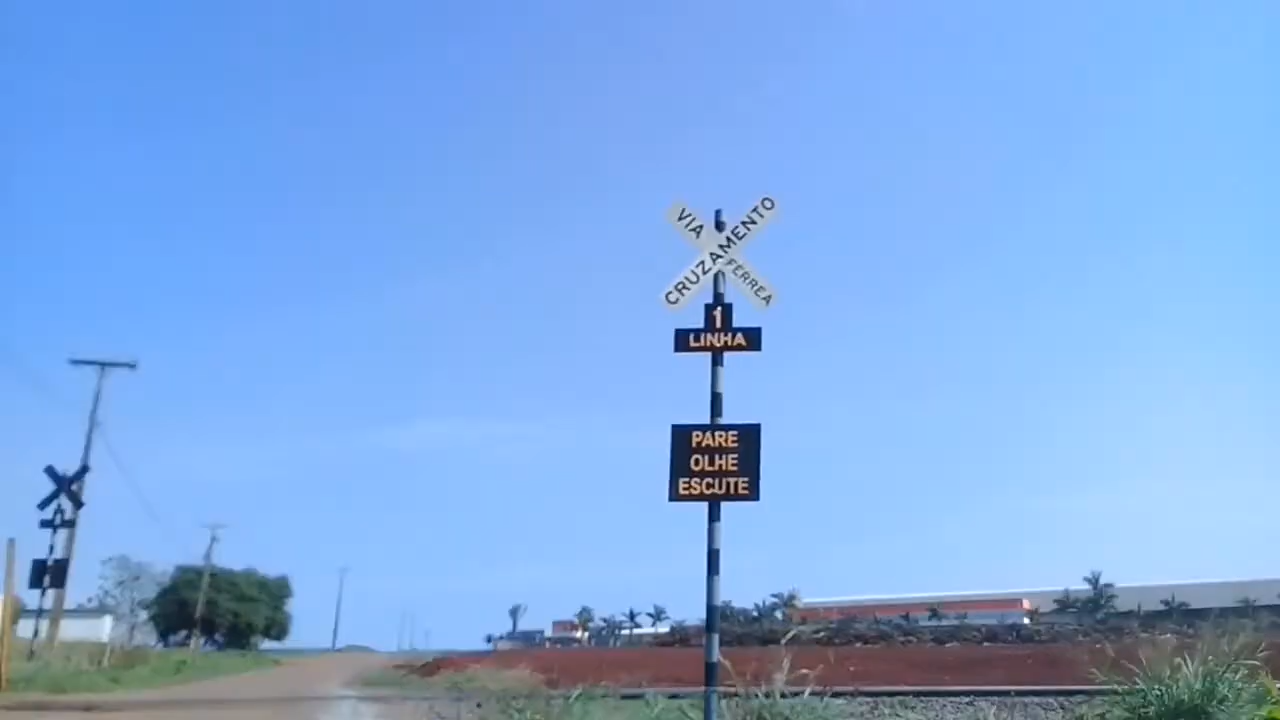 VIA
CRUZAMENTO
FERREA
1
LINHA
PARE
OLHE
ESCUTE